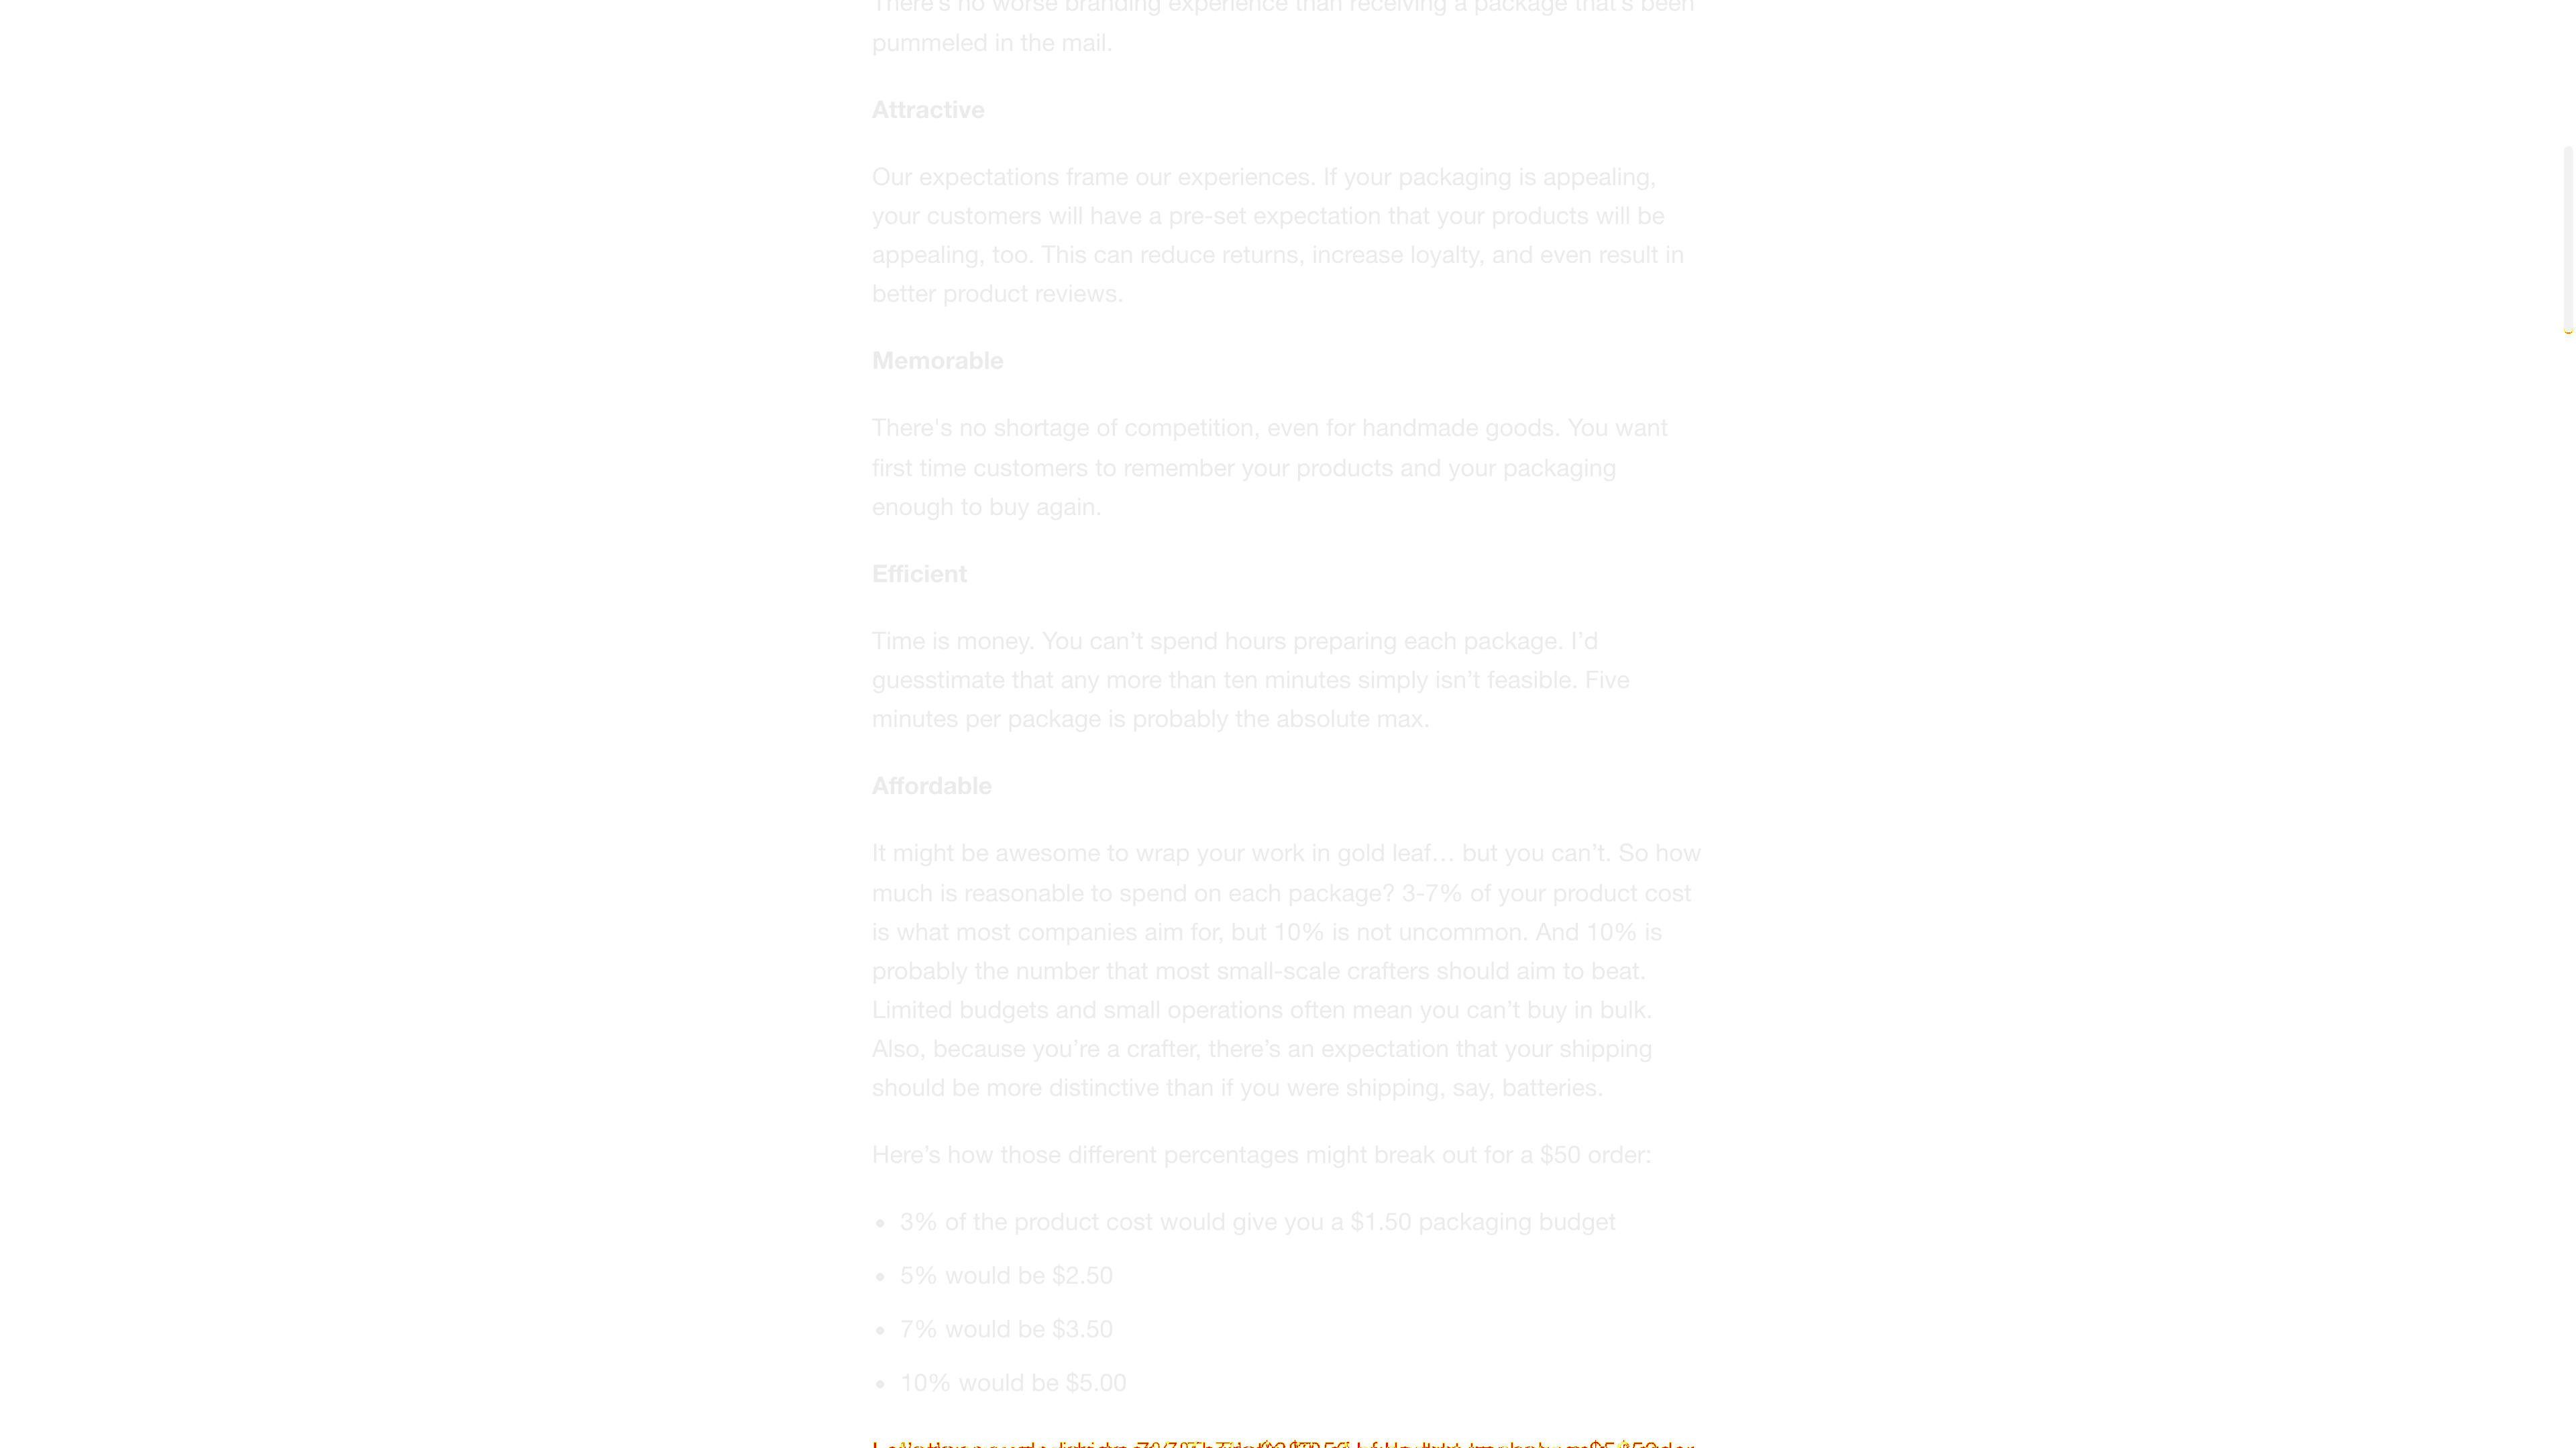 There's no worse branding experience than receiving a package that's been
pummeled in the mail.
Attractive
Our expectations frame our experiences. If your packaging is appealing,
your customers will have a pre-set expectation that your products will be
appealing, too. This can reduce returns, increase loyalty, and even result in
better product reviews.
Memorable
There's no shortage of competition, even for handmade goods. You want
first time customers to remember your products and your packaging
enough to buy again.
Efficient
Time is money. You can’t spend hours preparing each package. I’d
guesstimate that any more than ten minutes simply isn’t feasible. Five
minutes per package is probably the absolute max.
Affordable
It might be awesome to wrap your work in gold leaf… but you can’t. So how
much is reasonable to spend on each package? 3-7% of your product cost
is what most companies aim for, but 10% is not uncommon. And 10% is
probably the number that most small-scale crafters should aim to beat.
Limited budgets and small operations often mean you can’t buy in bulk.
Also, because you’re a crafter, there’s an expectation that your shipping
should be more distinctive than if you were shipping, say, batteries.
Here’s how those different percentages might break out for a $50 order:
• 3% of the product cost would give you a $1.50 packaging budget
• 5% would be $2.50
• 7% would be $3.50
• 10% would be $5.00